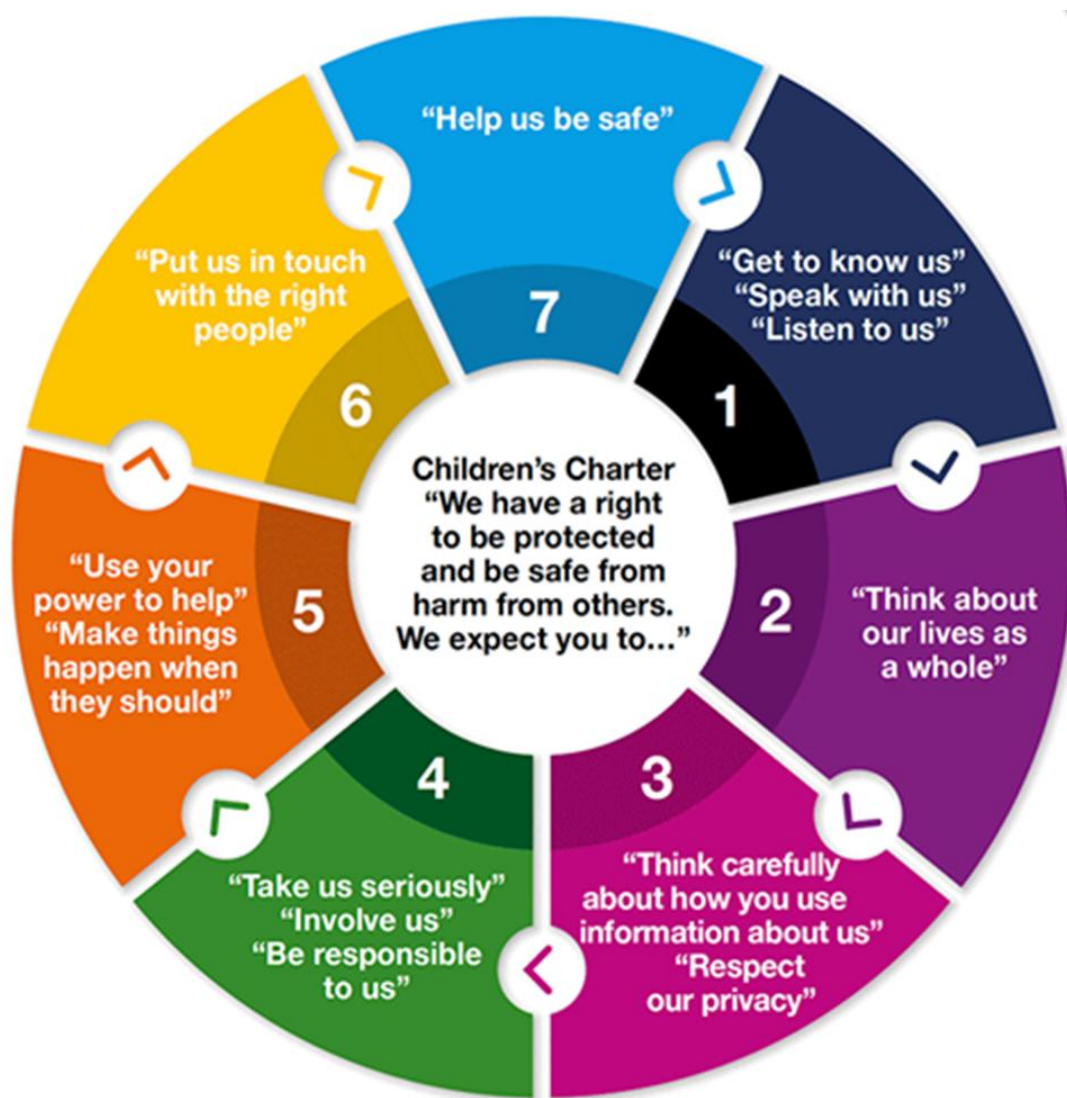 Children’s Charter
“We have a right
to be protected
and be safe from
harm from others.
We expect you to...”
1
“Get to know us”
“Speak with us”
“Listen to us”
2
“Think about
our lives as
a whole”
3
“Think carefully
about how you use
information about us”
“Respect
our privacy”
4
“Take us seriously”
“Involve us”
“Be responsible
to us”
5
“Use your
power to help”
“Make things
happen when
they should”
6
“Put us in touch
with the right
people”
7
“Help us be safe”